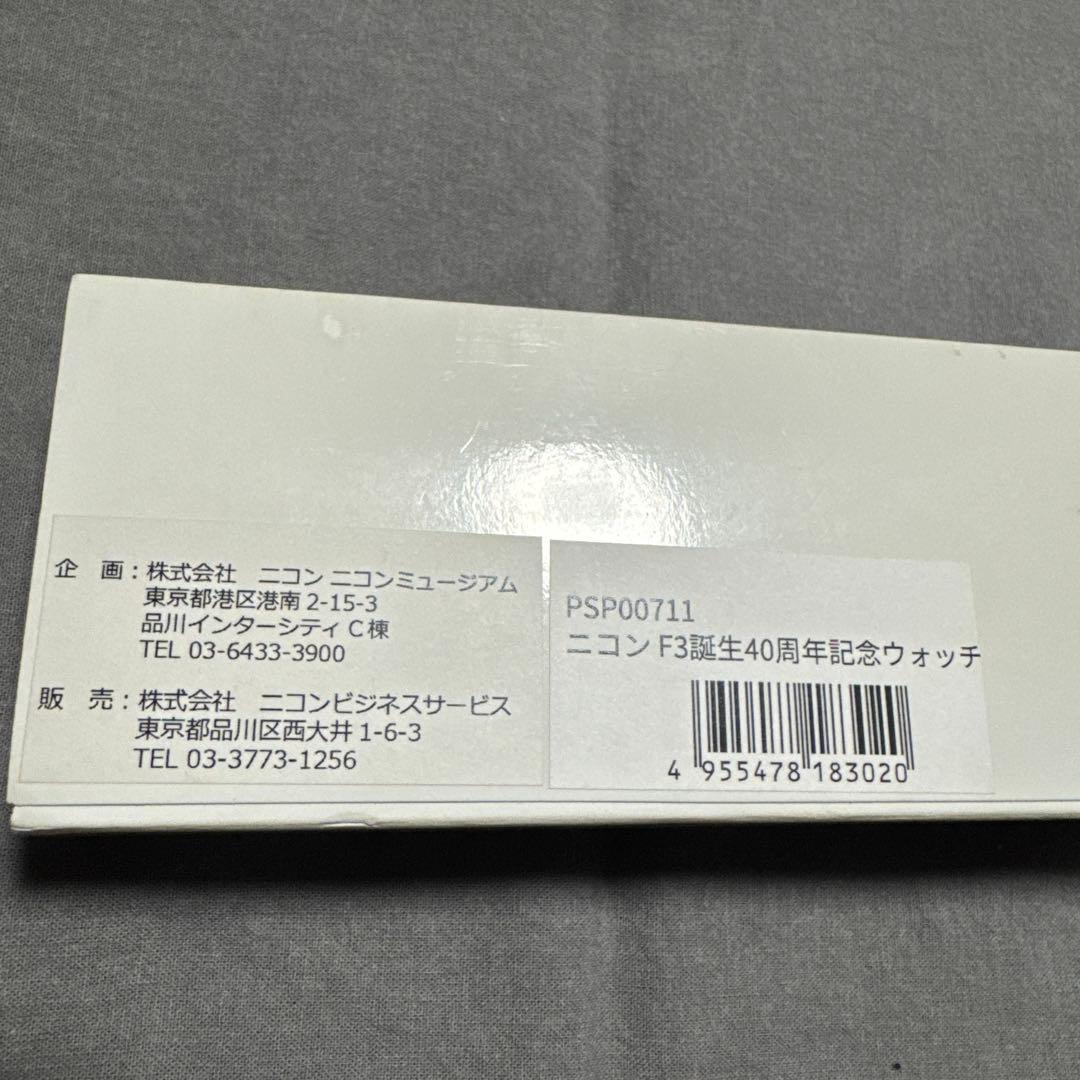 企　画：株式会社　ニコン ニコンミュージアム
東京都港区港南 2-15-3
品川インターシティ C 棟
TEL 03-6433-3900
販　売：株式会社　ニコンビジネスサービス
東京都品川区西大井 1-6-3
TEL 03-3773-1256
PSP00711
ニコン F3誕生40周年記念ウォッチ
4 955478 183020